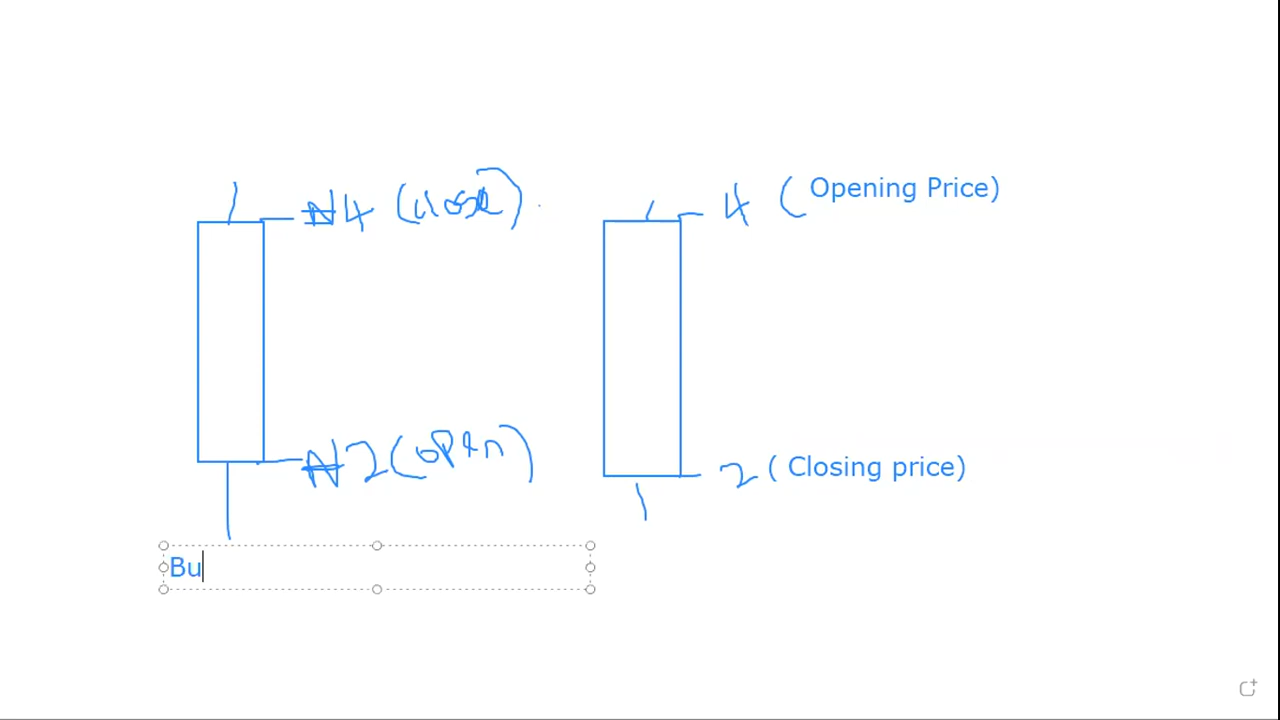 ₦4 (close)
4 ( Opening Price)
₦2 (open)
2 ( Closing price)
Bu